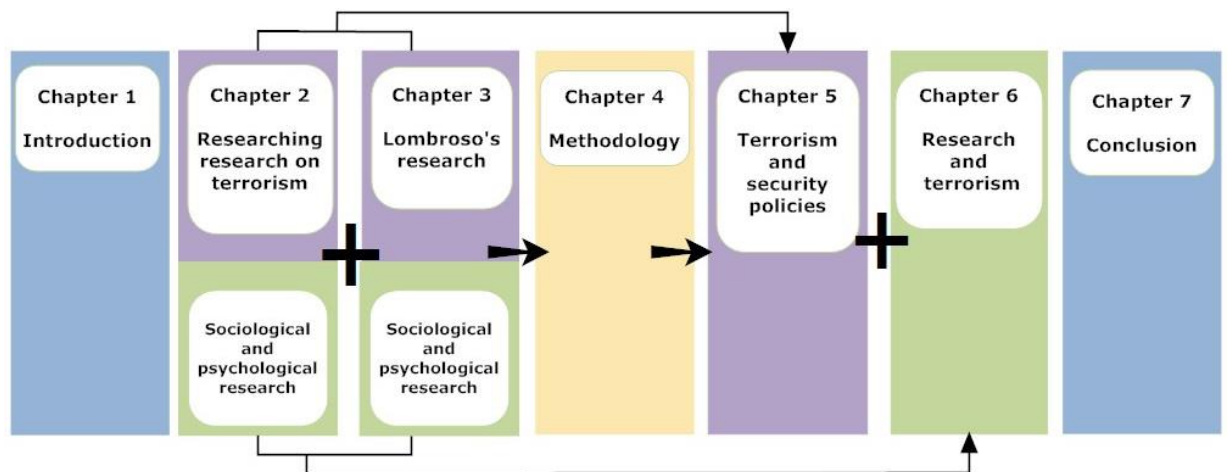 Chapter 1
Introduction
Chapter 2
Researching
research on
terrorism
Sociological
and
psychological
research
Chapter 3
Lombroso's
research
Sociological
and
psychological
research
Chapter 4
Methodology
Chapter 5
Terrorism
and
security
policies
Chapter 6
Research
and
terrorism
Chapter 7
Conclusion